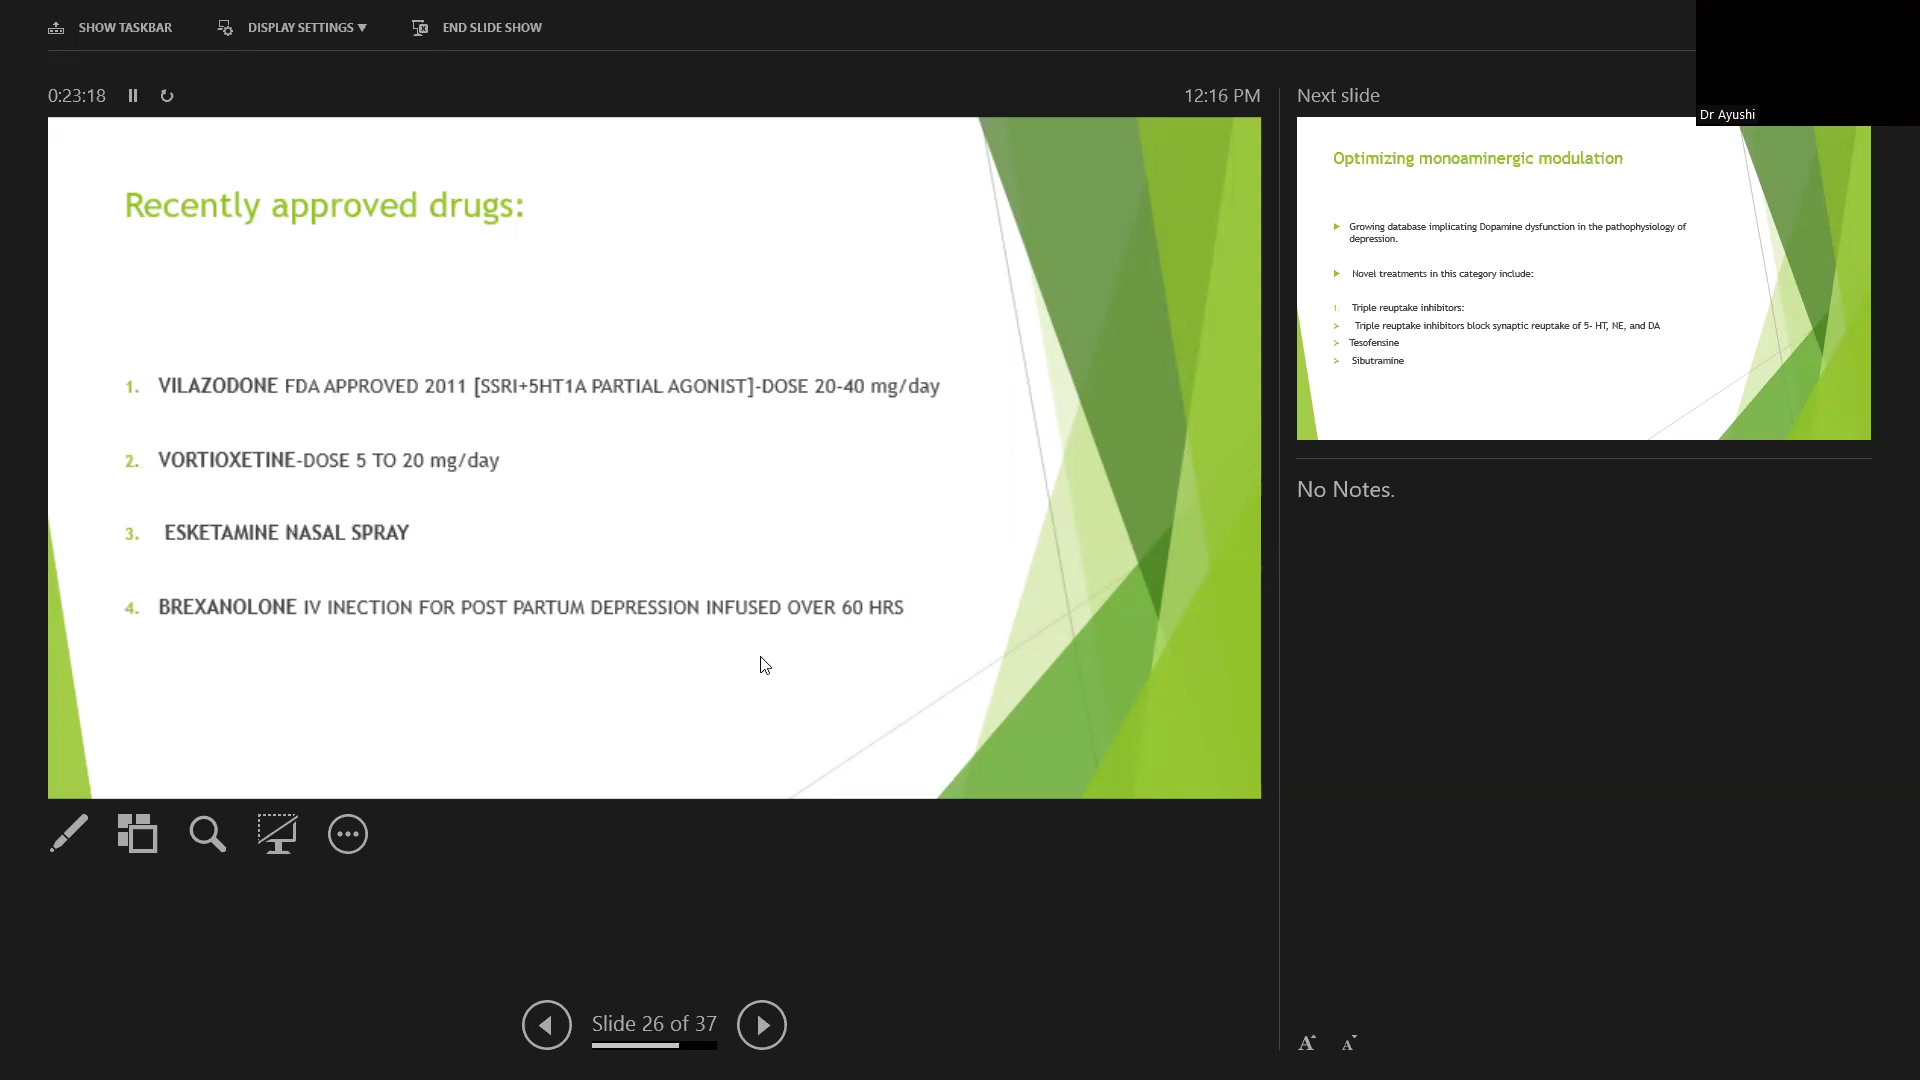 SHOW TASKBAR
DISPLAY SETTINGS
END SLIDE SHOW
0:23:18
12:16 PM
Next slide
Dr Ayushi
Recently approved drugs:
1. VILAZODONE FDA APPROVED 2011 [SSRI+5HT1A PARTIAL AGONIST]-DOSE 20-40 mg/day
2. VORTIOXETINE-DOSE 5 TO 20 mg/day
3. ESKETAMINE NASAL SPRAY
4. BREXANOLONE IV INECTION FOR POST PARTUM DEPRESSION INFUSED OVER 60 HRS
Optimizing monoaminergic modulation
Growing database implicating Dopamine dysfunction in the pathophysiology of
depression.
Novel treatments in this category include:
1. Triple reuptake inhibitors:
Triple reuptake inhibitors block synaptic reuptake of 5- HT, NE, and DA
Tesofensine
Sibutramine
No Notes.
Slide 26 of 37
A A